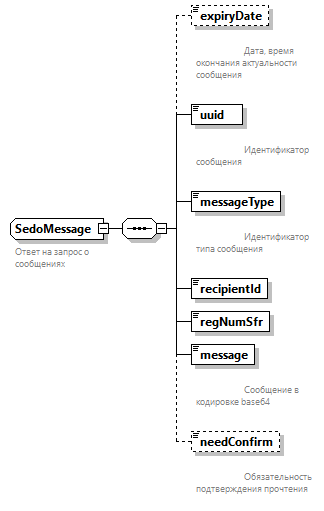 expiryDate
Дата, время
окончания актуальности
сообщения
uuid
Идентификатор
сообщения
messageType
Идентификатор
типа сообщения
SedoMessage
Ответ на запрос о
сообщениях
recipientId
regNumSfr
message
Сообщение в
кодировке base64
needConfirm
Обязательность
подтверждения прочтения